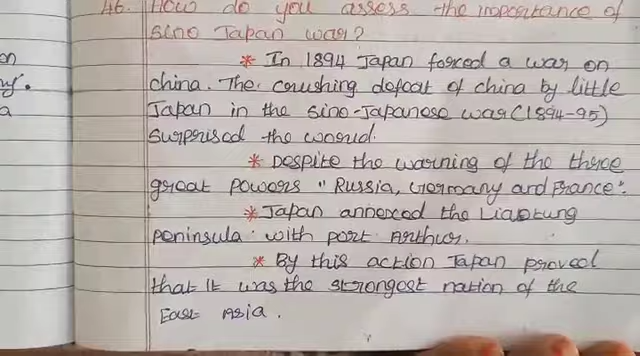 46. How do you assess the importance of
Sino Japan war?
* In 1894 Japan forced a war on
china. The crushing defeat of china by little
Japan in the sino-Japanese war (1894-95)
surprised the world.
* Despite the warning of the three
great powers "Russia, Germany and France".
* Japan annexed the Liaotung
peninsula with port Arthur.
* By this action Japan proved
that it was the strongest nation of the
East Asia.